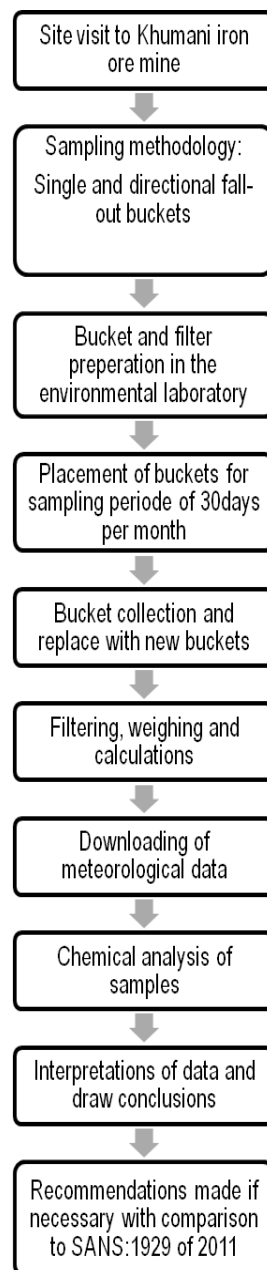 Site visit to Khumani iron
ore mine
Sampling methodology:
Single and directional fall-
out buckets
Bucket and filter
preperation in the
environmental laboratory
Placement of buckets for
sampling periode of 30days
per month
Bucket collection and
replace with new buckets
Filtering, weighing and
calculations
Downloading of
meteorological data
Chemical analysis of
samples
Interpretations of data and
draw conclusions
Recommendations made if
necessary with comparison
to SANS:1929 of 2011